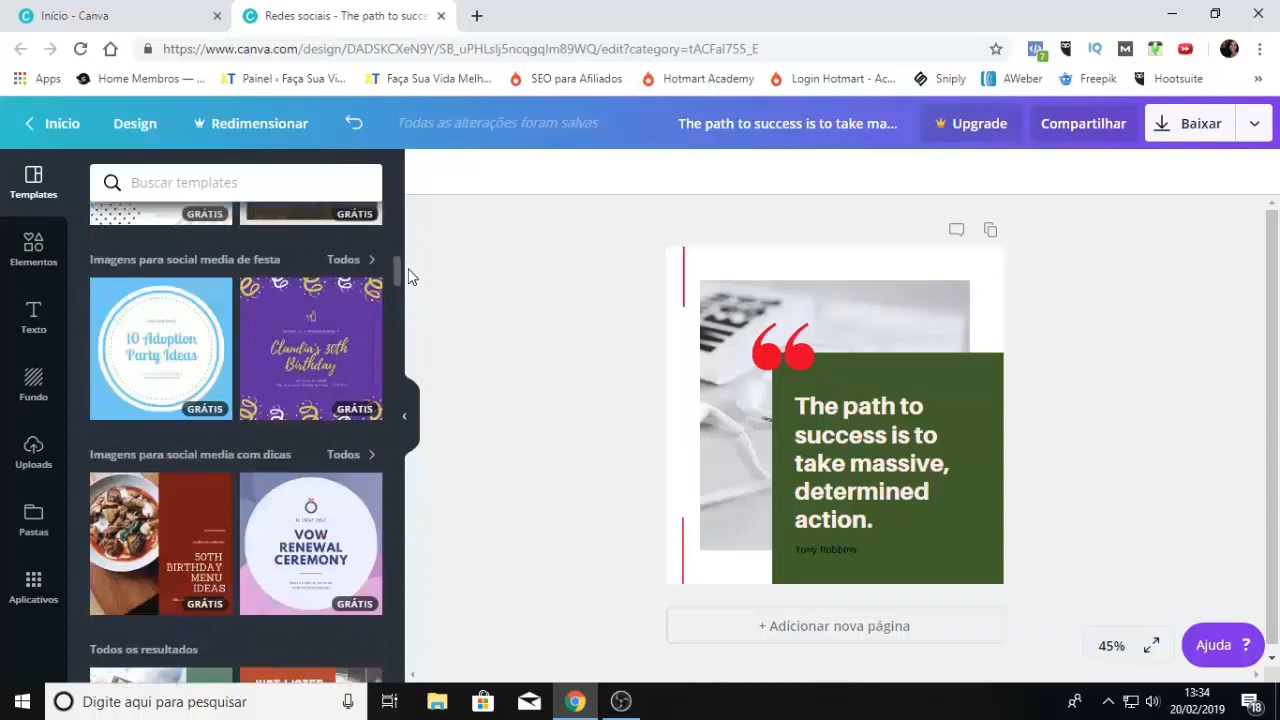 Início - Canva
Redes sociais - The path to succe
https://www.canva.com/design/DADSKCXeN9Y/SB_uPHLslj5ncqgqlm89WQ/edit?category=tACFal755_E
7
Apps
Home Membros — ...
Painel ‹ Faça Sua Vi...
Faça Sua Vida Melh...
SEO para Afiliados
Hotmart Academy
Login Hotmart - Ac...
Sniply
AWeber
Freepik
Hootsuite
Início
Design
Redimensionar
Todas as alterações foram salvas
The path to success is to take ma...
Upgrade
Compartilhar
Baixar
Templates
Elementos
Texto
Fundo
Uploads
Pastas
Aplicativos
Buscar templates
GRÁTIS
GRÁTIS
Imagens para social media de festa
Todos
10 Adoption
Party Ideas
GRÁTIS
Claudia's 30th
Birthday
GRÁTIS
Imagens para social media com dicas
Todos
50TH
BIRTHDAY
MENU
IDEAS
GRÁTIS
VOW
RENEWAL
CEREMONY
GRÁTIS
Todos os resultados
The path to
success is to
take massive,
determined
action.
Tony Robbins
+ Adicionar nova página
45%
Ajuda ?
Digite aqui para pesquisar
13:34
20/02/2019
18